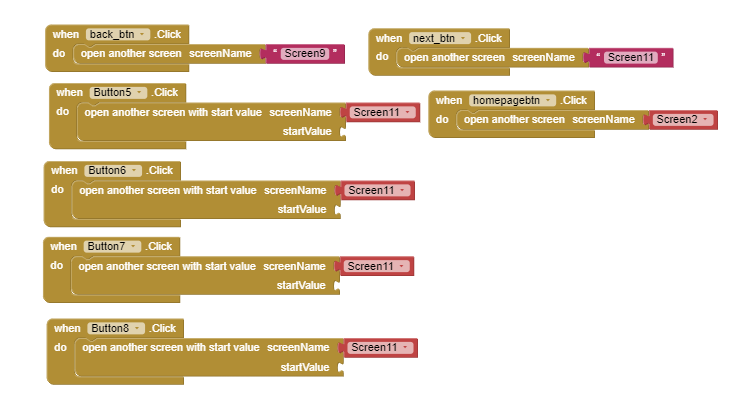 when back_btn .Click
do open another screen screenName " Screen9 "
when next_btn .Click
do open another screen screenName " Screen11 "
when Button5 .Click
do open another screen with start value screenName Screen11
startValue
when homepagebtn .Click
do open another screen screenName Screen2
when Button6 .Click
do open another screen with start value screenName Screen11
startValue
when Button7 .Click
do open another screen with start value screenName Screen11
startValue
when Button8 .Click
do open another screen with start value screenName Screen11
startValue